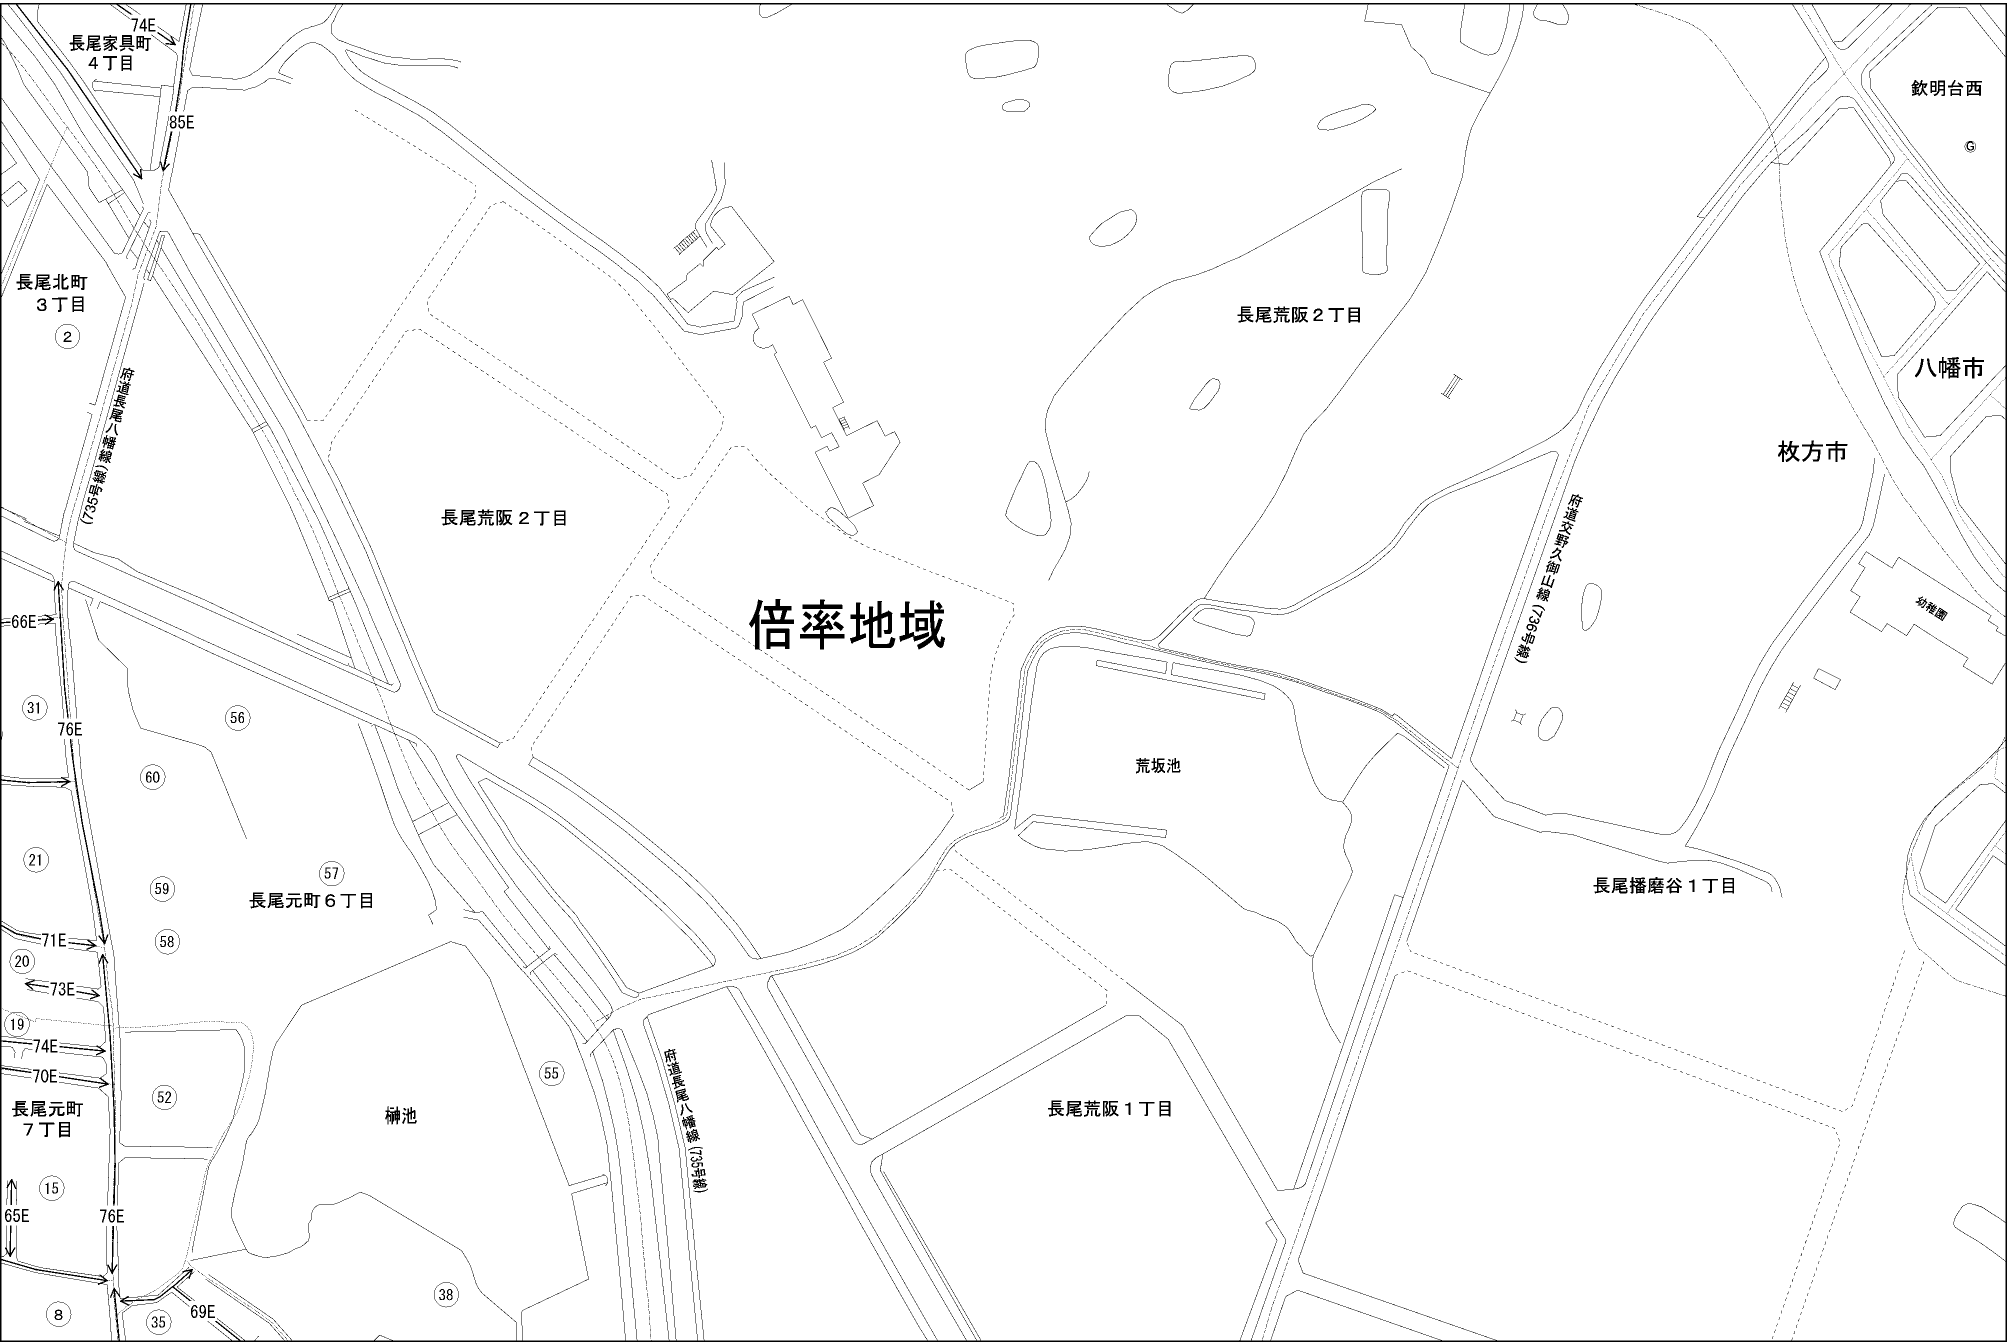 74E
長尾家具町
4丁目
85E
欽明台西
G
長尾北町
3丁目
2
長尾荒阪2丁目
八幡市
府道長尾八幡線
(735号線)
枚方市
長尾荒阪2丁目
府道交野久御山線(736号線)
倍率地域
幼稚園
66E
31
56
76E
60
荒坂池
21
57
59
長尾元町6丁目
長尾播磨谷1丁目
71E
58
20
73E
19
74E
70E
55
府道長尾八幡線(735号線)
52
長尾元町
7丁目
榊池
長尾荒阪1丁目
15
65E
76E
38
8
35
69E